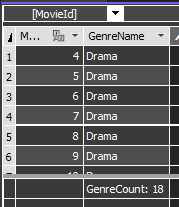 [MovieId]
M... GenreName
1 4 Drama
2 5 Drama
3 6 Drama
4 7 Drama
5 8 Drama
6 9 Drama
GenreCount: 18